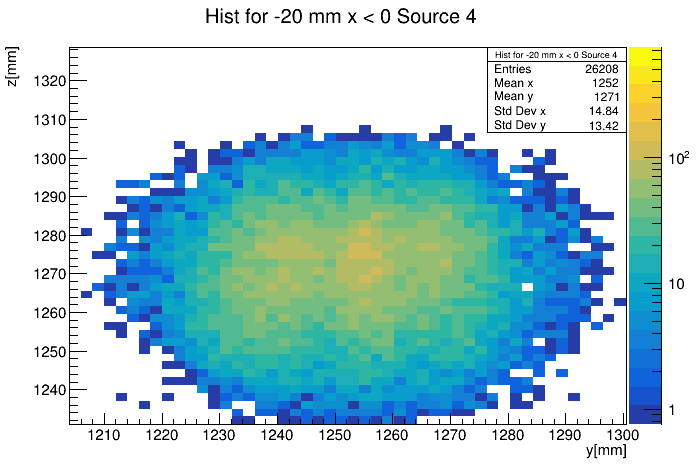 Hist for -20 mm x < 0 Source 4
z[mm]
Hist for -20 mm x < 0 Source 4
Entries 26208
Mean x 1252
Mean y 1271
Std Dev x 14.84
Std Dev y 13.42
1320
1310
1300
1290
1280
1270
1260
1250
1240
10²
10
1
1210 1220 1230 1240 1250 1260 1270 1280 1290 1300
y[mm]